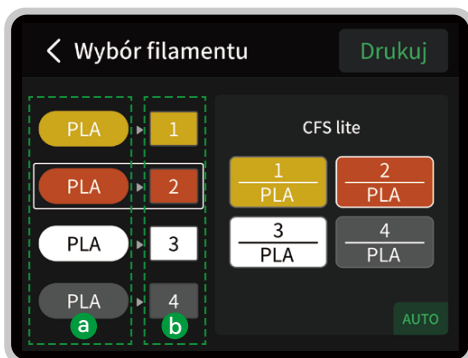 Wybór filamentu
Drukuj
PLA 1
PLA 2
PLA 3
PLA 4
a b
CFS lite
1 2
PLA PLA
3 4
PLA PLA
AUTO